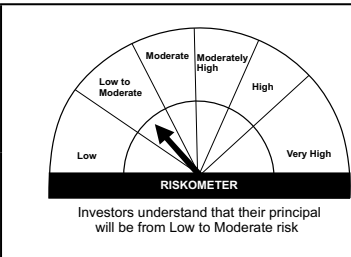 Moderate
Moderately
High
Low to
Moderate
High
Low
Very High
RISKOMETER
Investors understand that their principal
will be from Low to Moderate risk